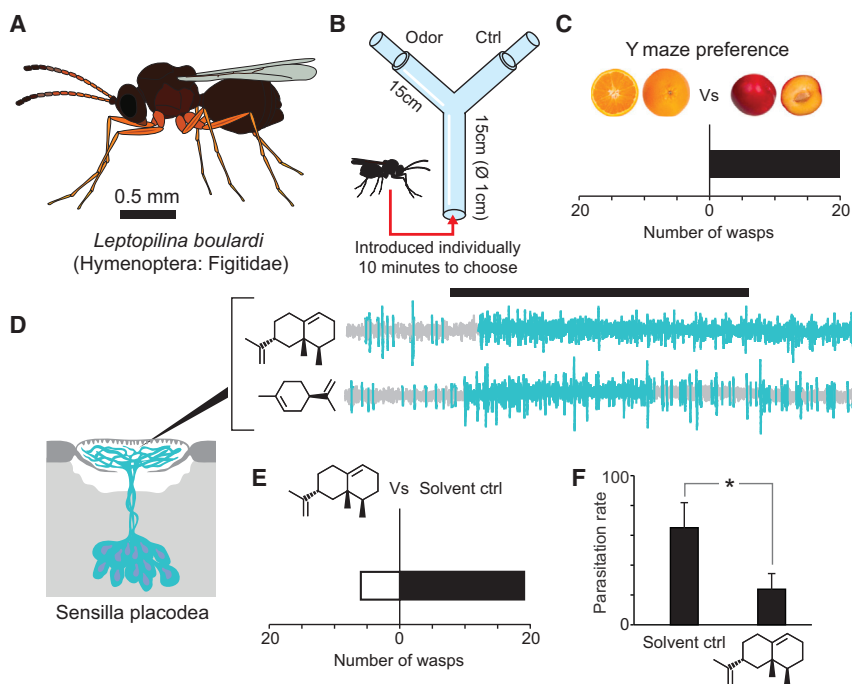 A
0.5 mm
Leptopilina boulardi
(Hymenoptera: Figitidae)
B
Odor
Ctrl
15cm
15cm (Ø 1cm)
Introduced individually
10 minutes to choose
C
Y maze preference
Vs
20
0
20
Number of wasps
D
Sensilla placodea
E
Vs Solvent ctrl
20
0
20
Number of wasps
F
100
*
Parasitation rate
0
Solvent ctrl